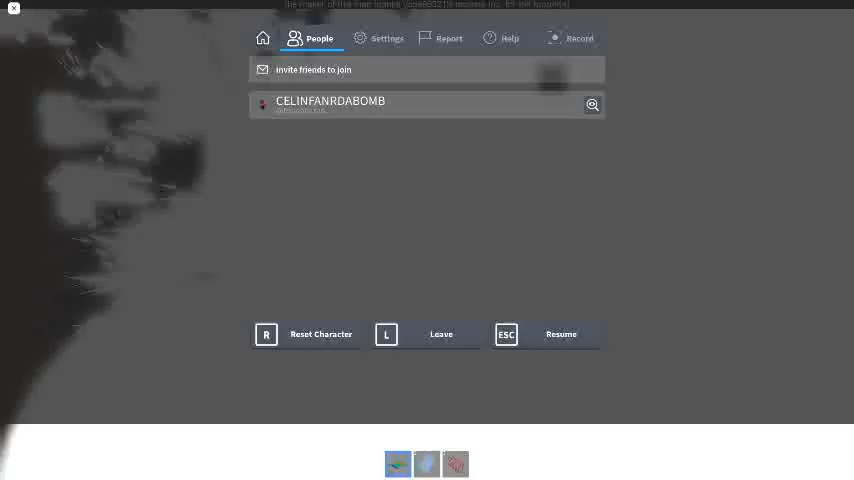 People
Settings
Report
Help
Record
Invite friends to join
CELINFANRDABOMB
R
Reset Character
L
Leave
ESC
Resume